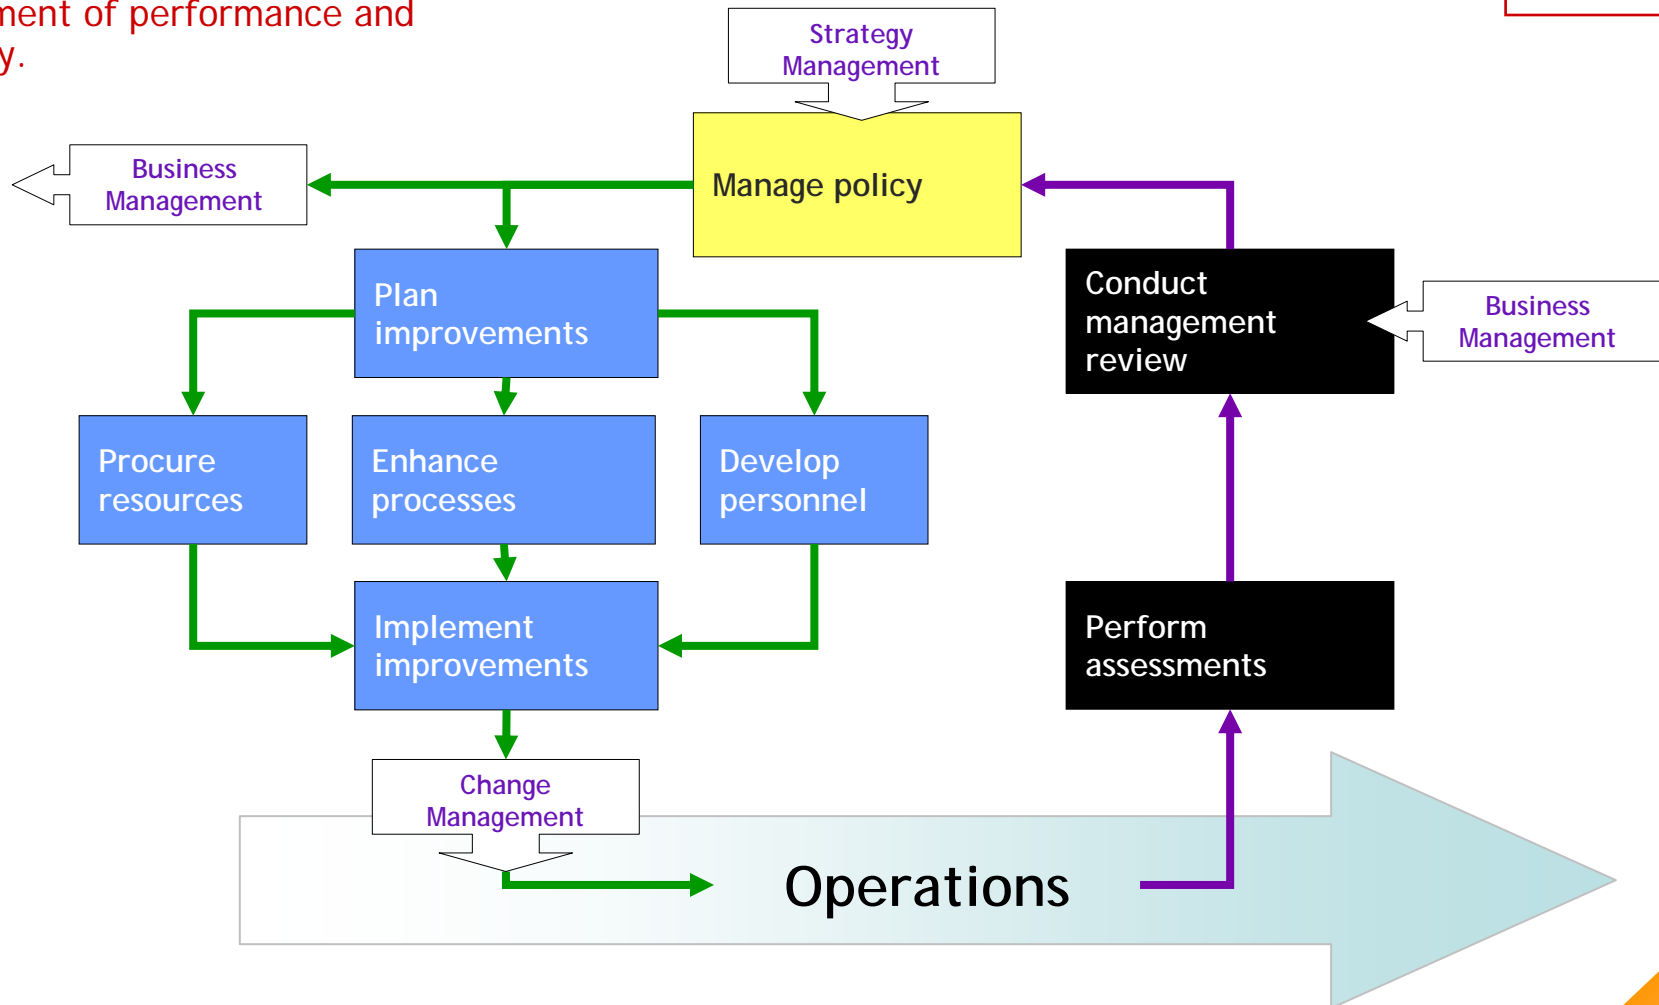 ment of performance and
y.
Strategy
Management
Business
Management
Manage policy
Plan
improvements
Conduct
management
review
Business
Management
Procure
resources
Enhance
processes
Develop
personnel
Implement
improvements
Perform
assessments
Change
Management
Operations